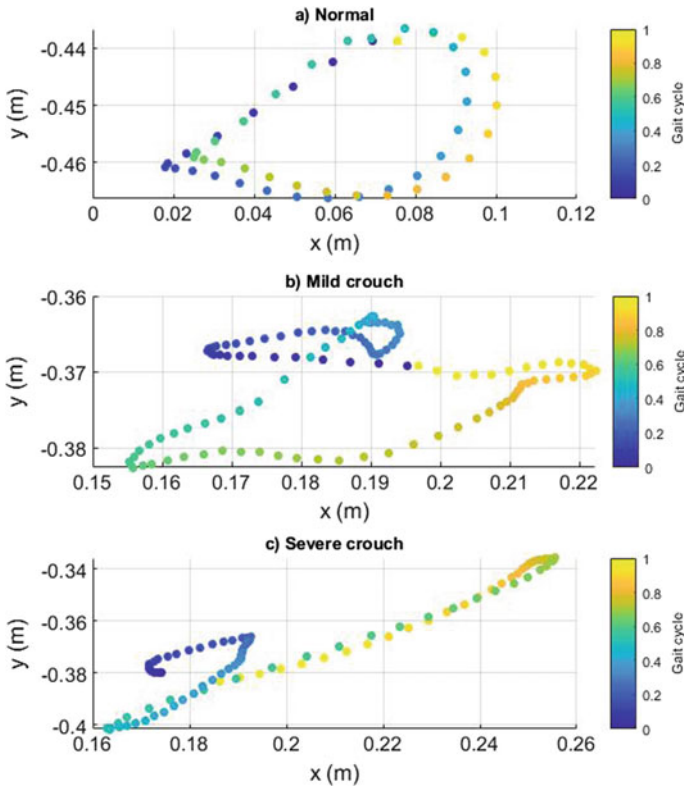 a) Normal
-0.44
-0.45
-0.46
y (m)
0 0.02 0.04 0.06 0.08 0.1 0.12
x (m)
1
0.8
0.6
0.4
0.2
0
Gait cycle
b) Mild crouch
-0.36
-0.37
-0.38
y (m)
0.15 0.16 0.17 0.18 0.19 0.2 0.21 0.22
x (m)
1
0.8
0.6
0.4
0.2
0
Gait cycle
c) Severe crouch
-0.34
-0.36
-0.38
-0.4
y (m)
0.16 0.18 0.2 0.22 0.24 0.26
x (m)
1
0.8
0.6
0.4
0.2
0
Gait cycle